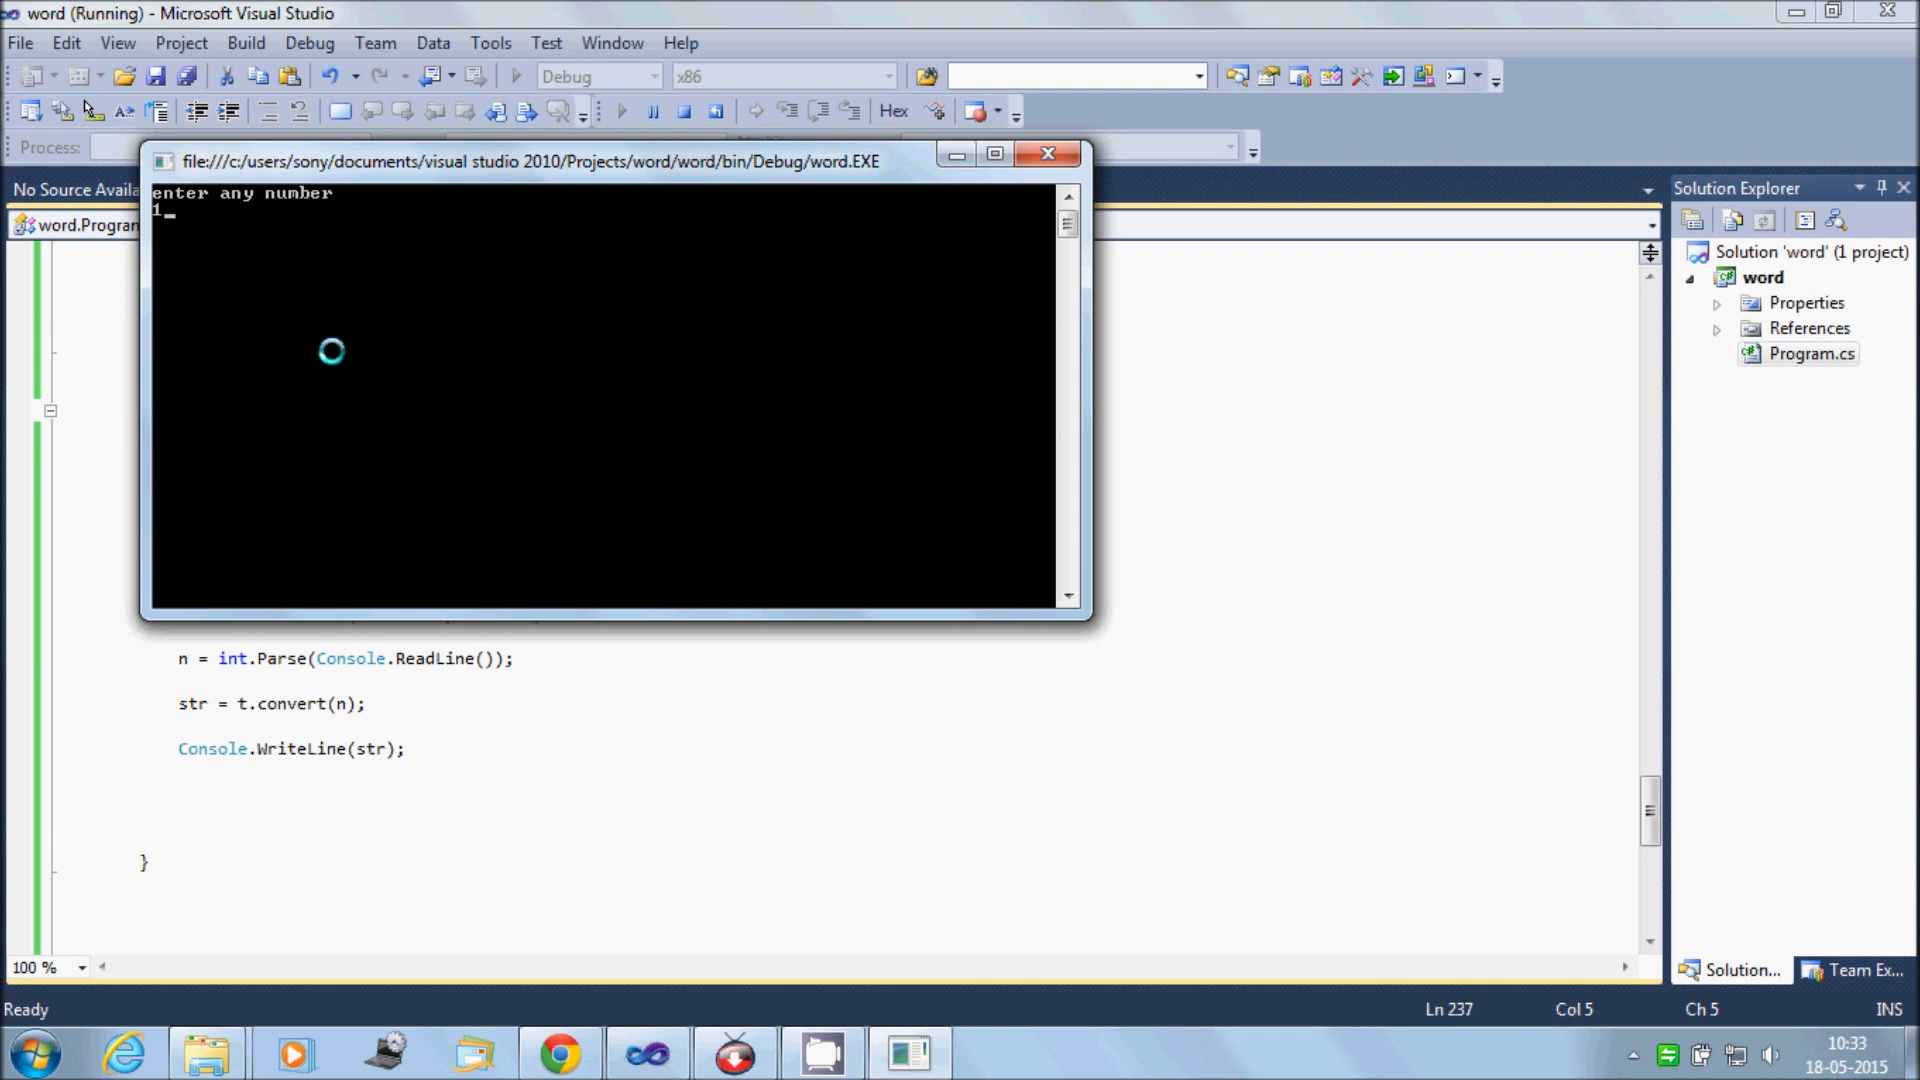 word (Running) - Microsoft Visual Studio
File Edit View Project Build Debug Team Data Tools Test Window Help
Debug x86
Hex
Process:
file:///c:/users/sony/documents/visual studio 2010/Projects/word/word/bin/Debug/word.EXE
No Source Availa
enter any number
1_
word.Program
Solution Explorer
Solution 'word' (1 project)
word
Properties
References
Program.cs
n = int.Parse(Console.ReadLine());
str = t.convert(n);
Console.WriteLine(str);
}
100 %
Solution... Team Ex...
Ready Ln 237 Col 5 Ch 5 INS
10:33
18-05-2015